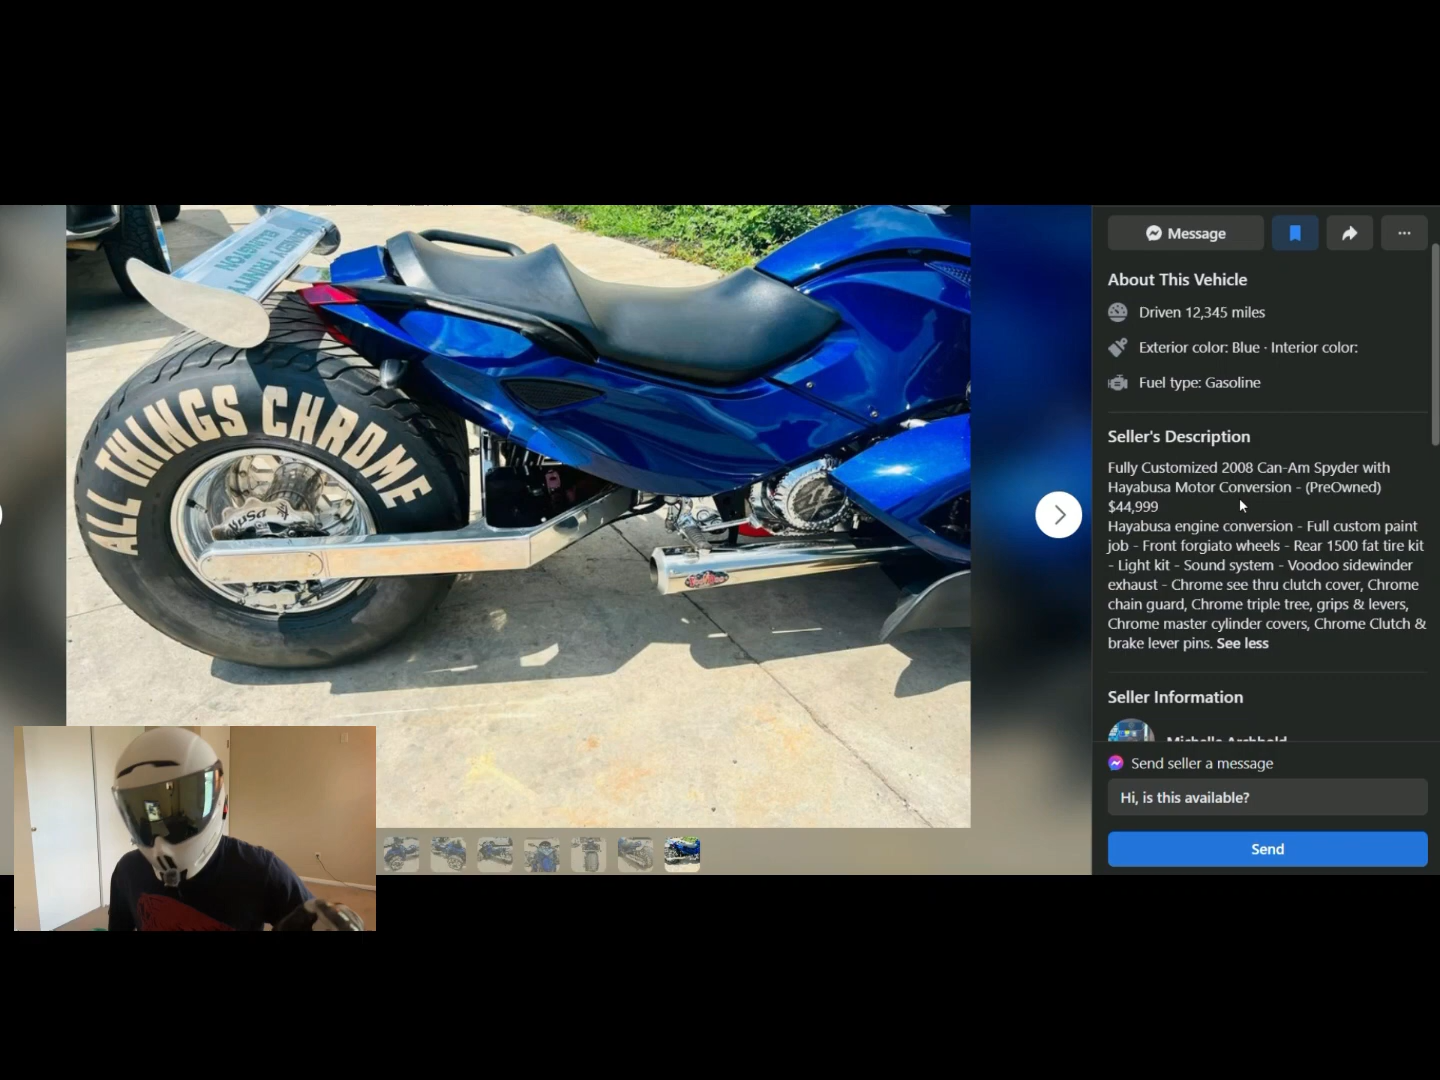 Message
About This Vehicle
Driven 12,345 miles
Exterior color: Blue · Interior color:
Fuel type: Gasoline
Seller's Description
Fully Customized 2008 Can-Am Spyder with
Hayabusa Motor Conversion - (PreOwned)
$44,999
Hayabusa engine conversion - Full custom paint
job - Front forgiato wheels - Rear 1500 fat tire kit
- Light kit - Sound system - Voodoo sidewinder
exhaust - Chrome see thru clutch cover, Chrome
chain guard, Chrome triple tree, grips & levers,
Chrome master cylinder covers, Chrome Clutch &
brake lever pins. See less
Seller Information
Michelle Archbold
Send seller a message
Hi, is this available?
Send
ALL THINGS CHROME
TRINITY
ELLINGTON